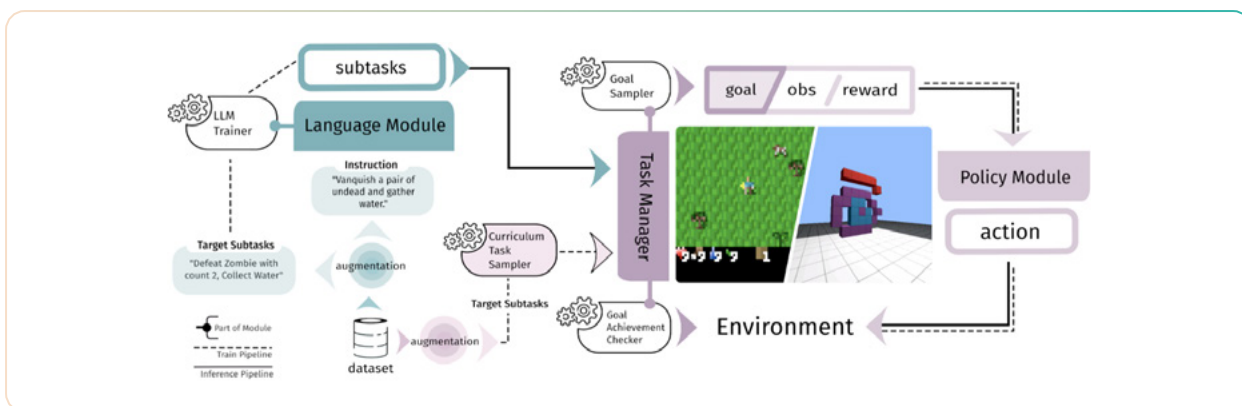 subtasks
LLM
Trainer
Language Module
Instruction
"Vanquish a pair of
undead and gather
water."
Target Subtasks
"Defeat Zombie with
count 2, Collect Water"
augmentation
dataset
augmentation
Target Subtasks
Curriculum
Task
Sampler
Part of Module
Train Pipeline
Inference Pipeline
Goal
Sampler
goal
obs
reward
Task Manager
Goal
Achievement
Checker
Environment
Policy Module
action